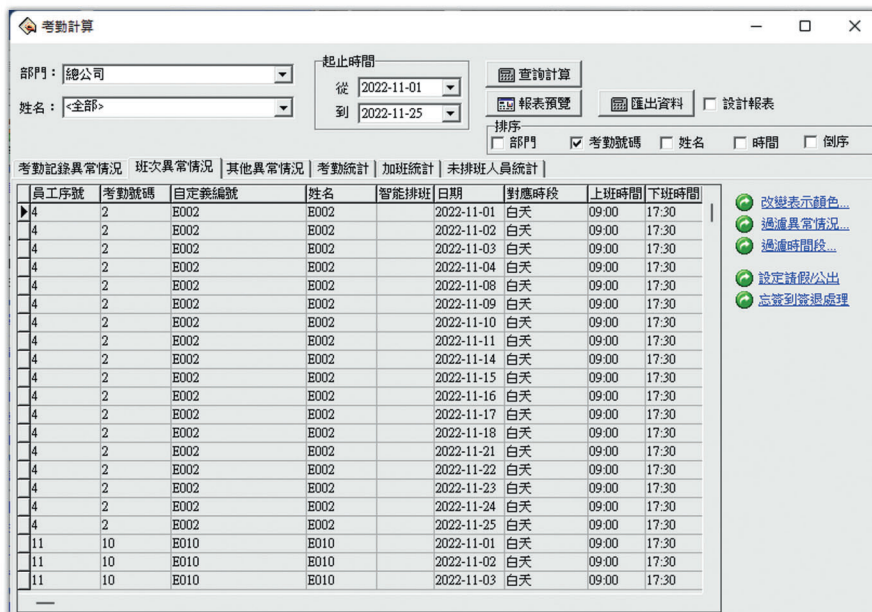 考勤計算
部門：總公司
姓名：<全部>
起止時間
從 2022-11-01
到 2022-11-25
查詢計算
報表預覽 匯出資料 設計報表
排序
部門 考勤號碼 姓名 時間 倒序
考勤記錄異常情況 班次異常情況 其他異常情況 考勤統計 加班統計 未排班人員統計
員工序號 考勤號碼 自定義編號 姓名 智能排班 日期 對應時段 上班時間 下班時間
4 2 E002 E002 2022-11-01 白天 09:00 17:30
4 2 E002 E002 2022-11-02 白天 09:00 17:30
4 2 E002 E002 2022-11-03 白天 09:00 17:30
4 2 E002 E002 2022-11-04 白天 09:00 17:30
4 2 E002 E002 2022-11-08 白天 09:00 17:30
4 2 E002 E002 2022-11-09 白天 09:00 17:30
4 2 E002 E002 2022-11-10 白天 09:00 17:30
4 2 E002 E002 2022-11-11 白天 09:00 17:30
4 2 E002 E002 2022-11-14 白天 09:00 17:30
4 2 E002 E002 2022-11-15 白天 09:00 17:30
4 2 E002 E002 2022-11-16 白天 09:00 17:30
4 2 E002 E002 2022-11-17 白天 09:00 17:30
4 2 E002 E002 2022-11-18 白天 09:00 17:30
4 2 E002 E002 2022-11-21 白天 09:00 17:30
4 2 E002 E002 2022-11-22 白天 09:00 17:30
4 2 E002 E002 2022-11-23 白天 09:00 17:30
4 2 E002 E002 2022-11-24 白天 09:00 17:30
4 2 E002 E002 2022-11-25 白天 09:00 17:30
11 10 E010 E010 2022-11-01 白天 09:00 17:30
11 10 E010 E010 2022-11-02 白天 09:00 17:30
11 10 E010 E010 2022-11-03 白天 09:00 17:30
改變表示顏色...
過濾異常情況...
過濾時間段...
設定請假/公出
忘簽到簽退處理